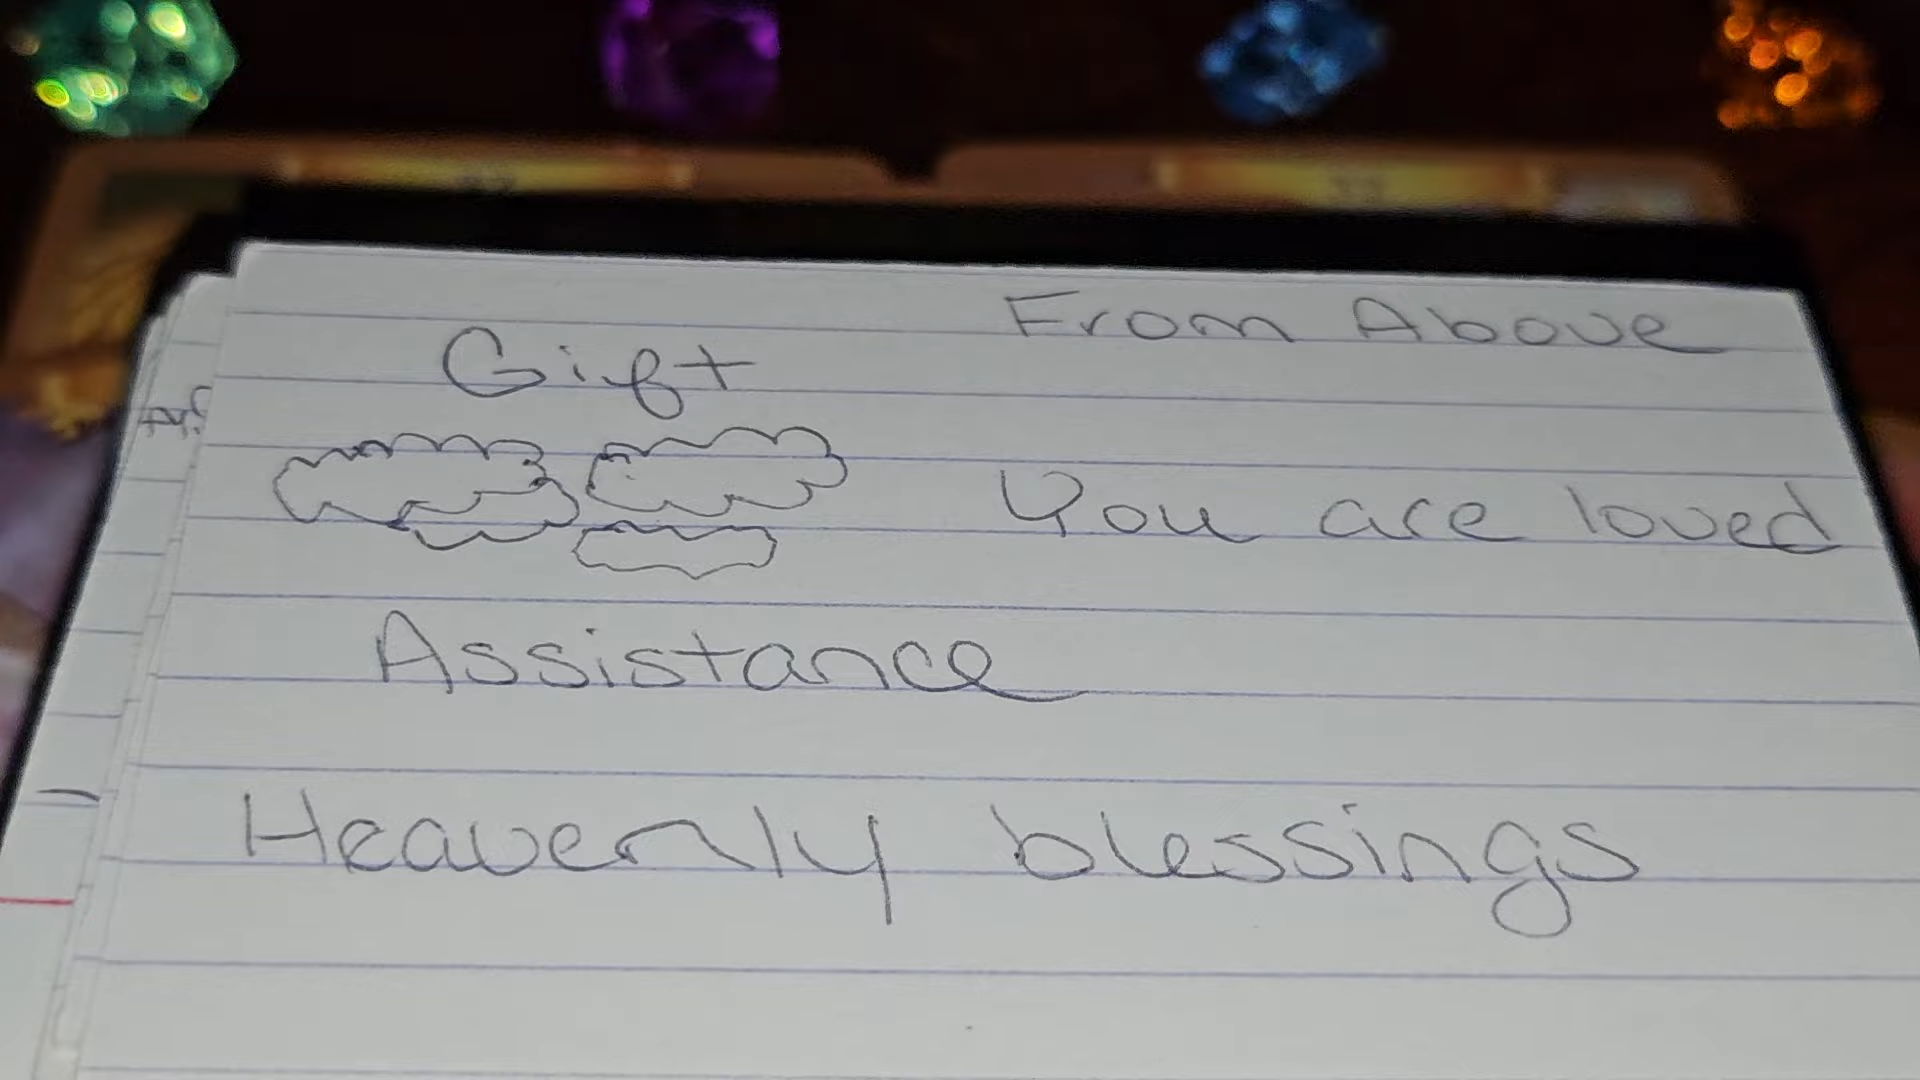 Gift From Above
You are loved
Assistance
Heavenly blessings